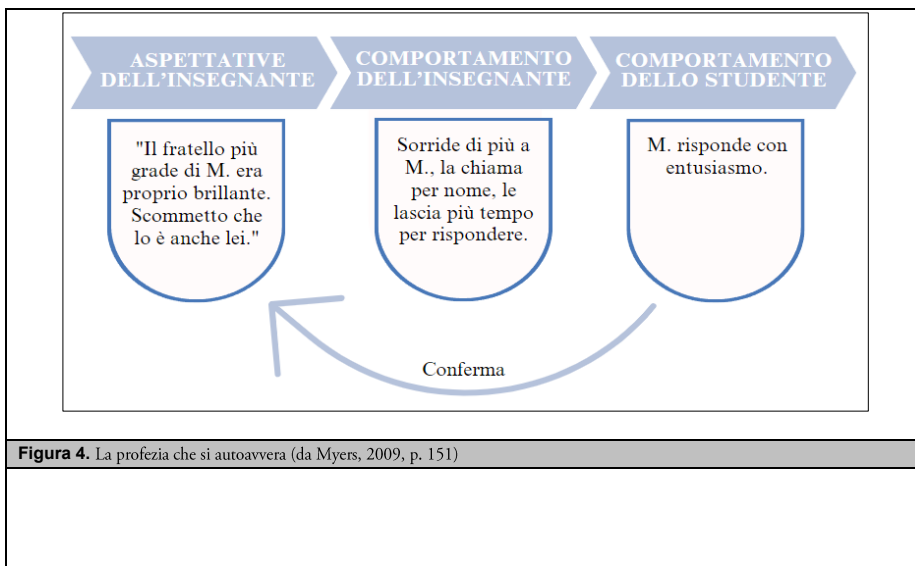 ASPETTATIVE
DELL'INSEGNANTE
COMPORTAMENTO
DELL'INSEGNANTE
COMPORTAMENTO
DELLO STUDENTE
"Il fratello più
grade di M. era
proprio brillante.
Scommetto che
lo è anche lei."
Sorride di più a
M., la chiama
per nome, le
lascia più tempo
per rispondere.
M. risponde con
entusiasmo.
Conferma
Figura 4. La profezia che si autoavvera (da Myers, 2009, p. 151)